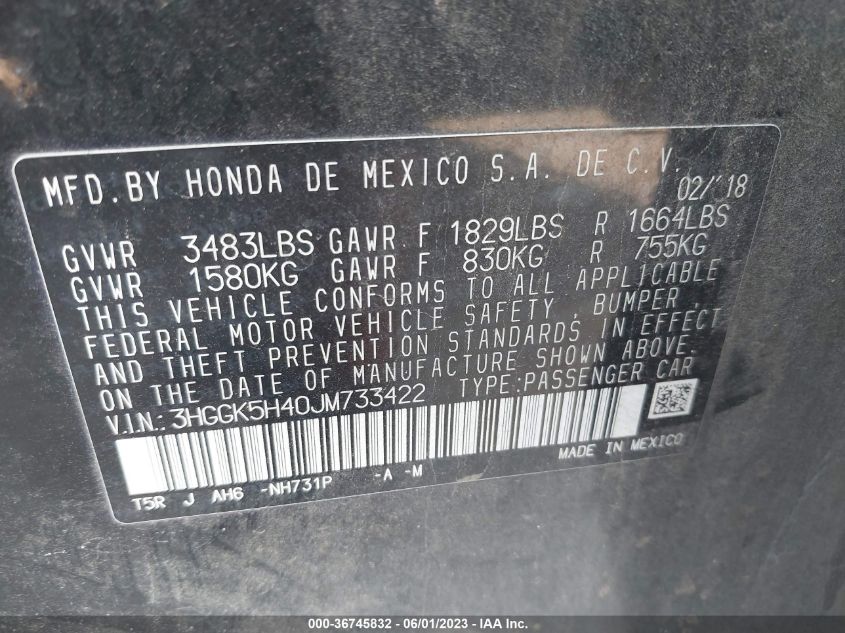 MFD. BY HONDA DE MEXICO S.A. DE C.V.
02/'18
GVWR 3483LBS GAWR F 1829LBS R 1664LBS
GVWR 1580KG GAWR F 830KG R 755KG
THIS VEHICLE CONFORMS TO ALL APPLICABLE
FEDERAL MOTOR VEHICLE SAFETY, BUMPER,
AND THEFT PREVENTION STANDARDS IN EFFECT
ON THE DATE OF MANUFACTURE SHOWN ABOVE
V.I.N: 3HGGK5H40JM733422 TYPE:PASSENGER CAR
MADE IN MEXICO
T5R J AH6 -NH731P -A -M
000-36745832 - 06/01/2023 - IAA Inc.